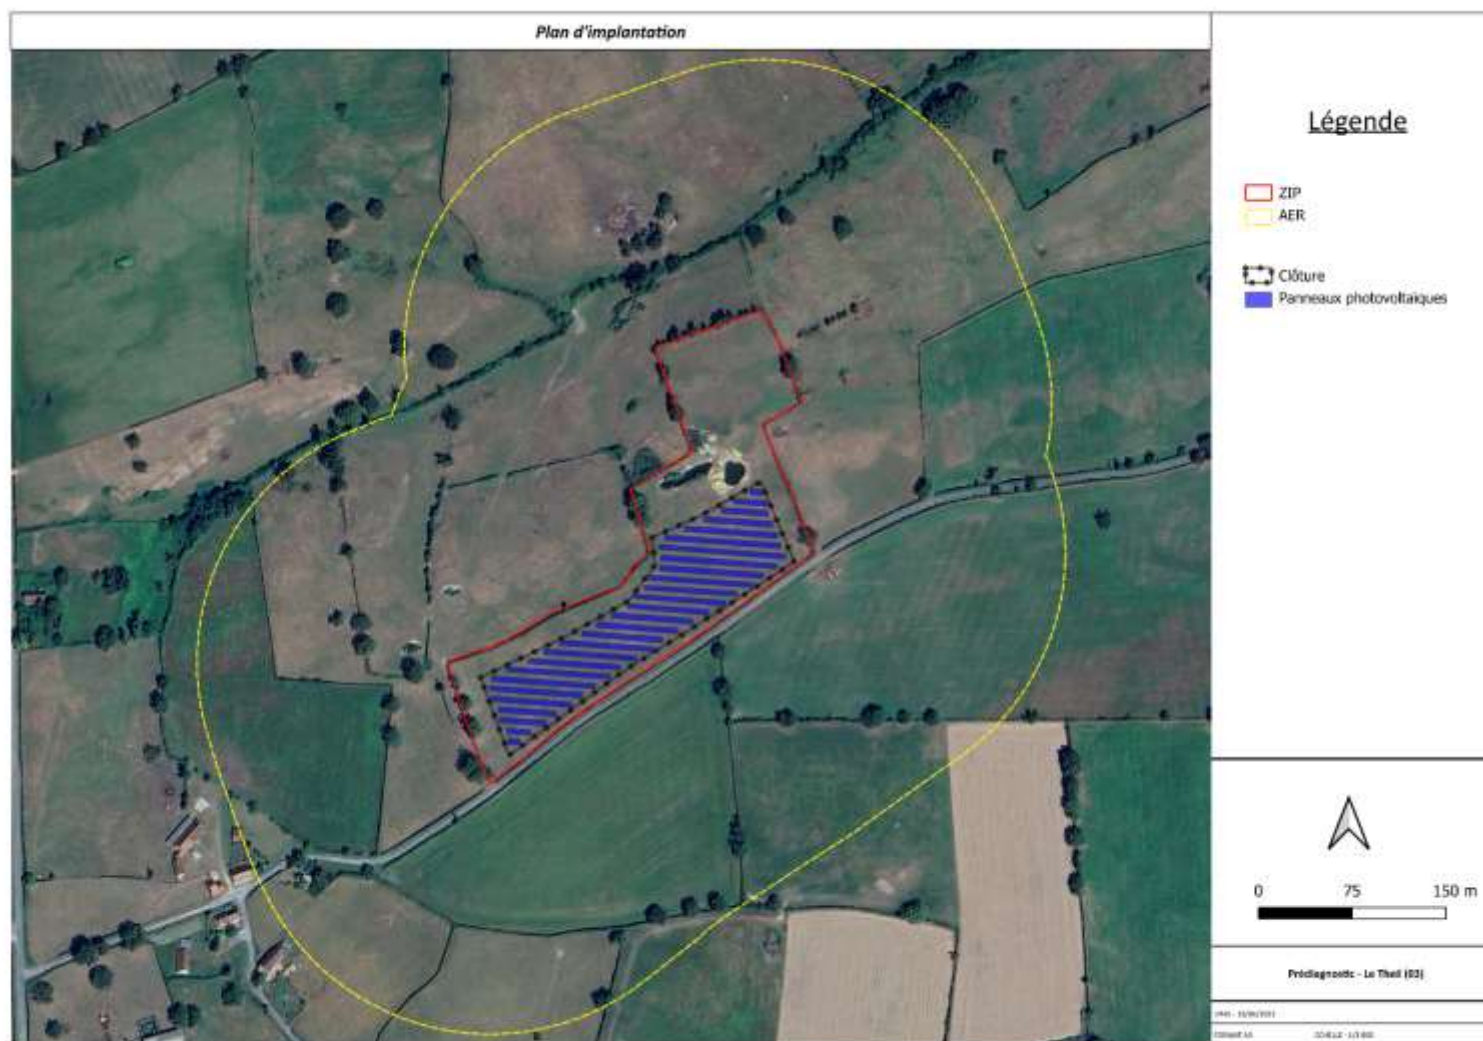 Plan d'implantation
Légende
ZIP
AER
Clôture
Panneaux photovoltaïques
0 75 150 m
Prédiagnostic - Le Theil (03)